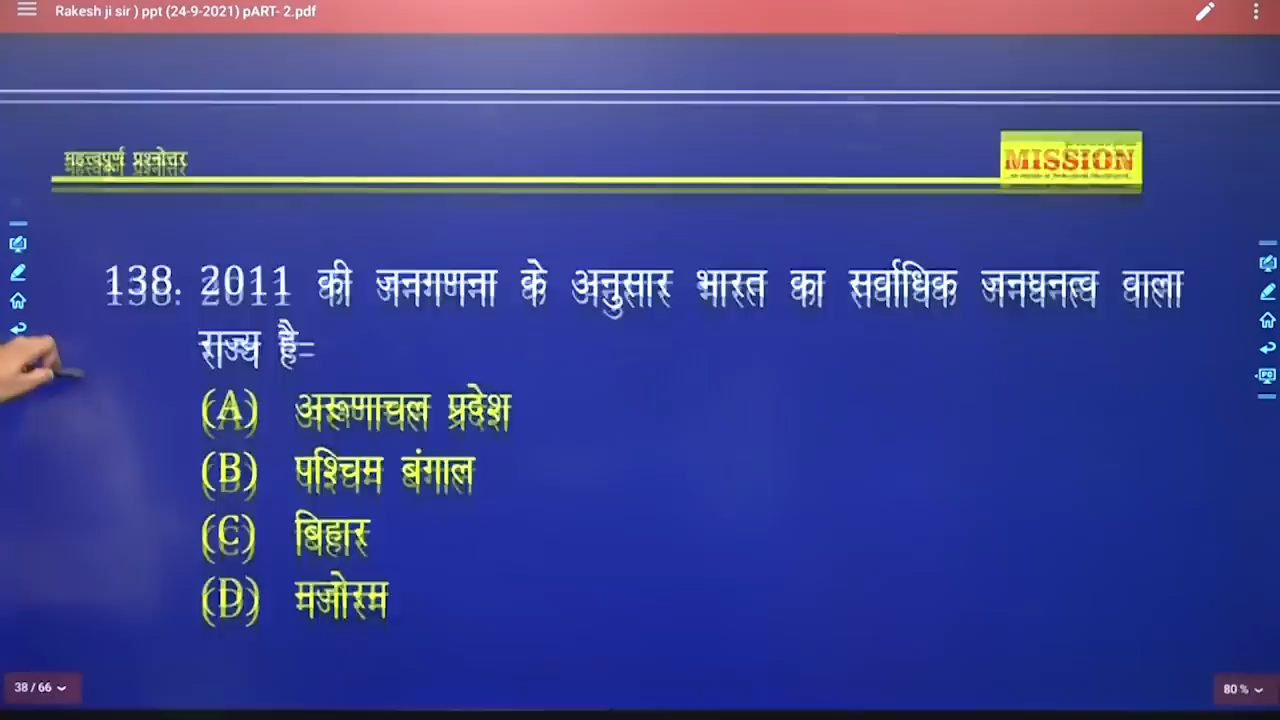 Rakesh ji sir ) ppt (24-9-2021) pART- 2.pdf
महत्त्वपूर्ण प्रश्नोत्तर
MISSION
138. 2011 की जनगणना के अनुसार भारत का सर्वाधिक जनघनत्व वाला
राज्य है–
(A) अरूणाचल प्रदेश
(B) पश्चिम बंगाल
(C) बिहार
(D) मजोरम
38 / 66
80 %